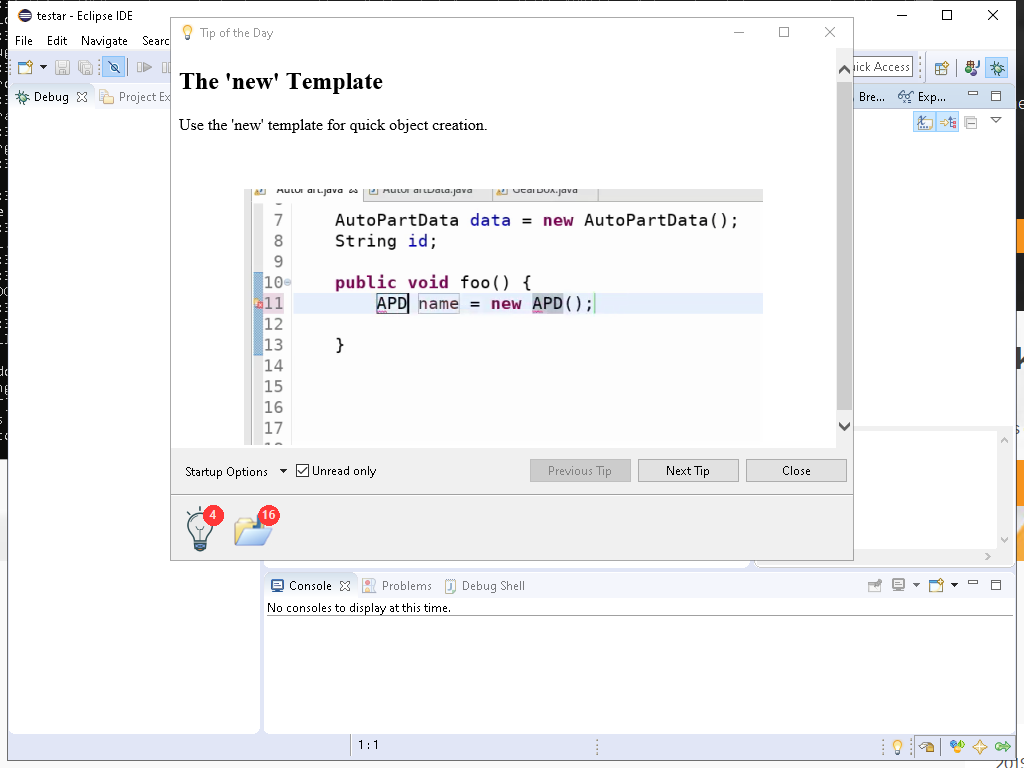 testar - Eclipse IDE
File Edit Navigate Searc
Tip of the Day
The 'new' Template
Use the 'new' template for quick object creation.
ick Access
Debug Project Ex
Bre... Exp...
AutoPart.java AutoPartData.java GearBox.java
7 AutoPartData data = new AutoPartData();
8 String id;
9
10 public void foo() {
11 APD name = new APD();
12
13 }
14
15
16
17
Startup Options Unread only Previous Tip Next Tip Close
4 16
Console Problems Debug Shell
No consoles to display at this time.
1:1